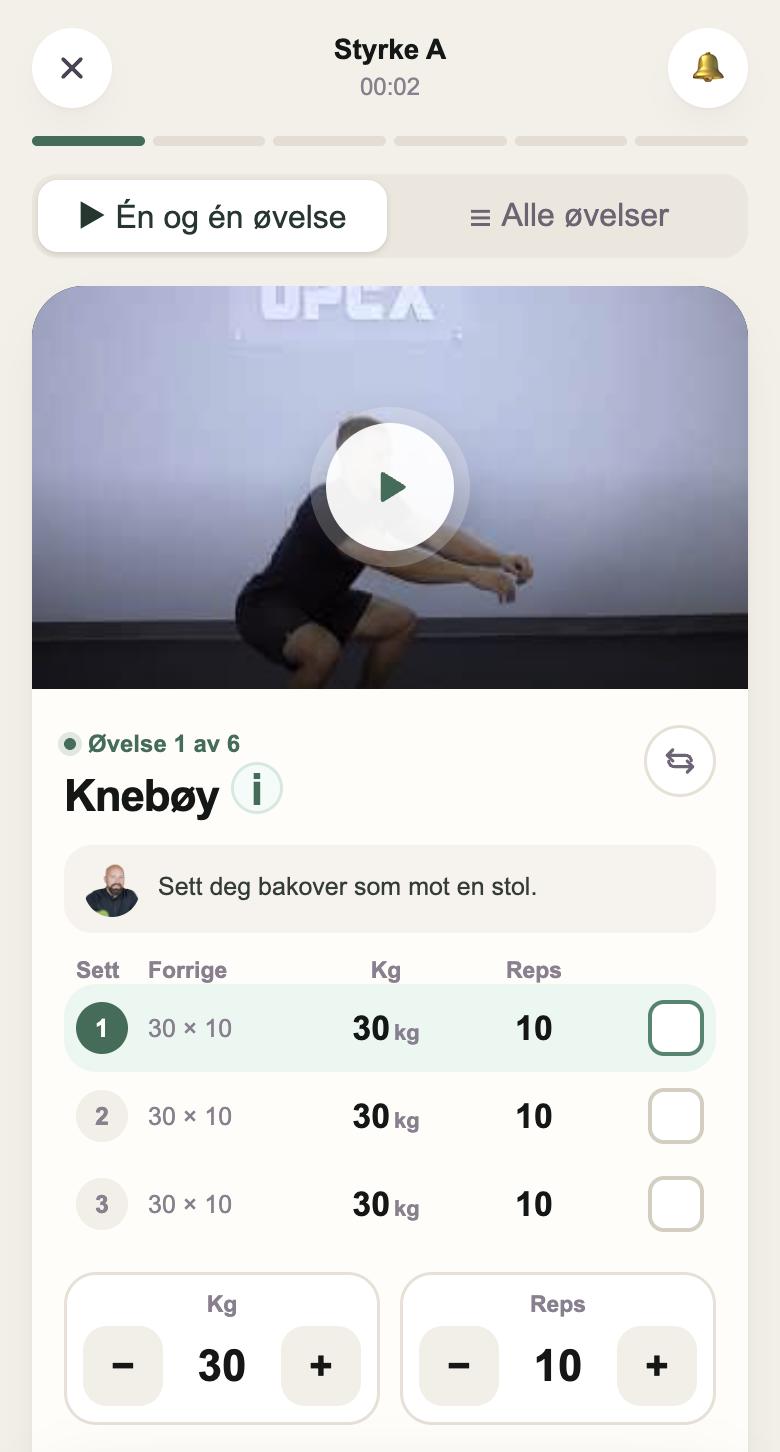 Styrke A
00:02
Én og én øvelse
Alle øvelser
OPEX
Øvelse 1 av 6
Knebøy i
Sett deg bakover som mot en stol.
Sett Forrige Kg Reps
1 30 × 10 30 kg 10
2 30 × 10 30 kg 10
3 30 × 10 30 kg 10
Kg
− 30 +
Reps
− 10 +